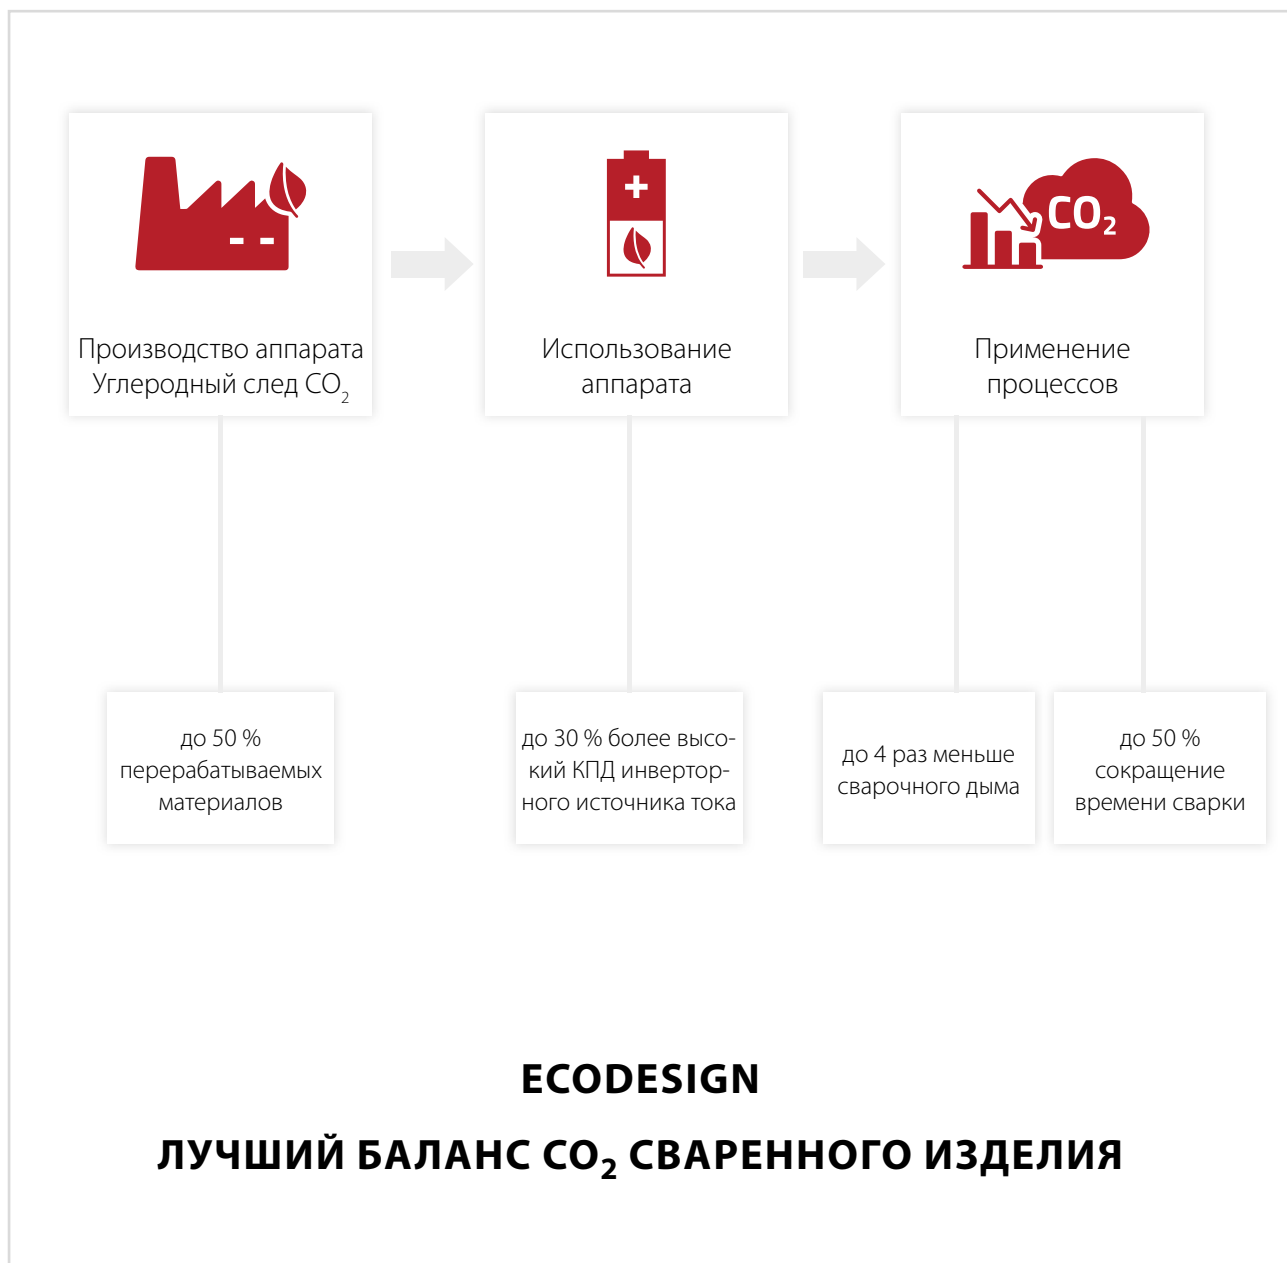 CO₂
Производство аппарата
Углеродный след CO₂
Использование
аппарата
Применение
процессов
до 50 %
перерабатываемых
материалов
до 30 % более высо-
кий КПД инвертор-
ного источника тока
до 4 раз меньше
сварочного дыма
до 50 %
сокращение
времени сварки
ECODESIGN
ЛУЧШИЙ БАЛАНС CO₂ СВАРЕННОГО ИЗДЕЛИЯ